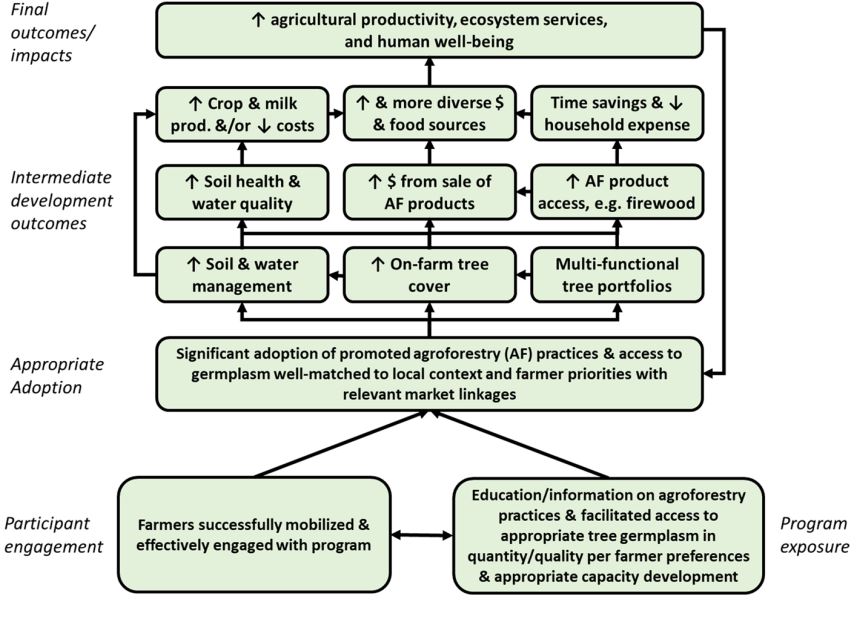 Final
outcomes/
impacts
↑ agricultural productivity, ecosystem services,
and human well-being
↑ Crop & milk
prod. &/or ↓ costs
↑ & more diverse $
& food sources
Time savings & ↓
household expense
Intermediate
development
outcomes
↑ Soil health &
water quality
↑ $ from sale of
AF products
↑ AF product
access, e.g. firewood
↑ Soil & water
management
↑ On-farm tree
cover
Multi-functional
tree portfolios
Appropriate
Adoption
Significant adoption of promoted agroforestry (AF) practices & access to
germplasm well-matched to local context and farmer priorities with
relevant market linkages
Participant
engagement
Farmers successfully mobilized &
effectively engaged with program
Education/information on agroforestry
practices & facilitated access to
appropriate tree germplasm in
quantity/quality per farmer preferences
& appropriate capacity development
Program
exposure